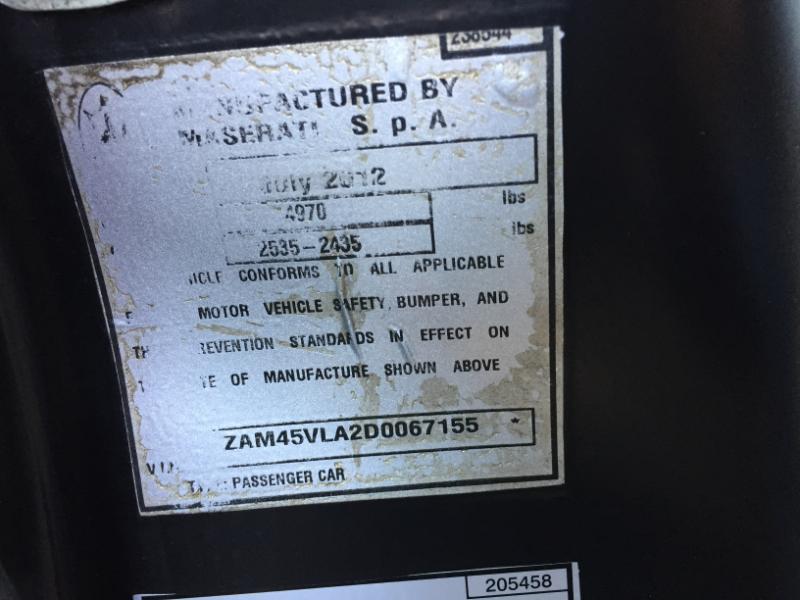 238544
MANUFACTURED BY
MASERATI S. p. A.
July 2012
4970 lbs
2535-2435 lbs
CONFORMS TO ALL APPLICABLE
MOTOR VEHICLE SAFETY, BUMPER, AND
STANDARDS IN EFFECT ON
OF MANUFACTURE SHOWN ABOVE
ZAM45VLA2D0067155 *
PASSENGER CAR
205458